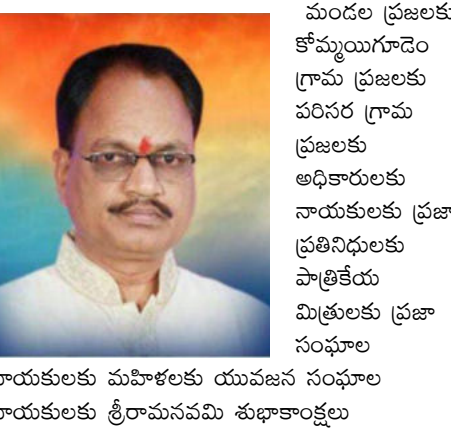 మండల ప్రజలకు
కోమ్మయిగూడెం
గ్రామ ప్రజలకు
పరిసర గ్రామ
ప్రజలకు
అధికారులకు
నాయకులకు ప్రజా
ప్రతినిధులకు
పాత్రికేయ
మిత్రులకు ప్రజా
సంఘాల
నాయకులకు మహిళలకు యువజన సంఘాల
నాయకులకు శ్రీరామనవమి శుభాకాంక్షలు